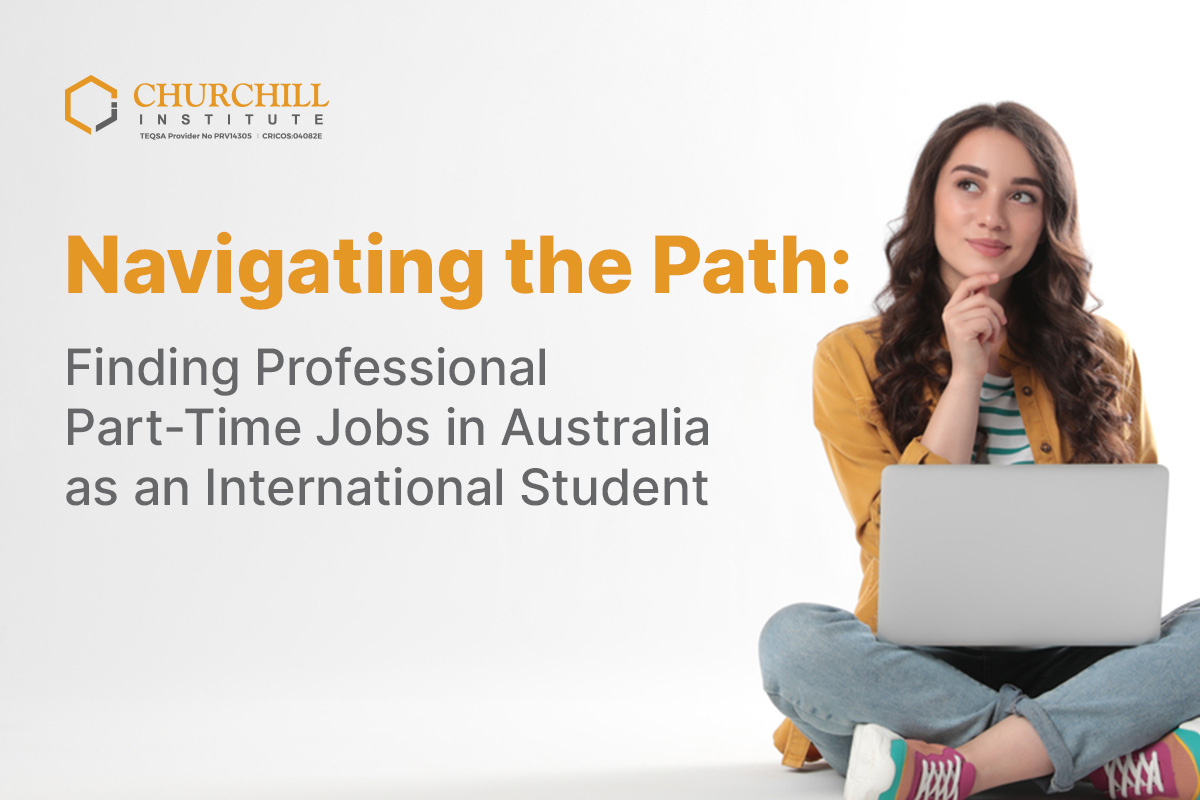 CHURCHILL
INSTITUTE
TEQSA Provider No PRV14305 | CRICOS:04082E
Navigating the Path:
Finding Professional
Part-Time Jobs in Australia
as an International Student